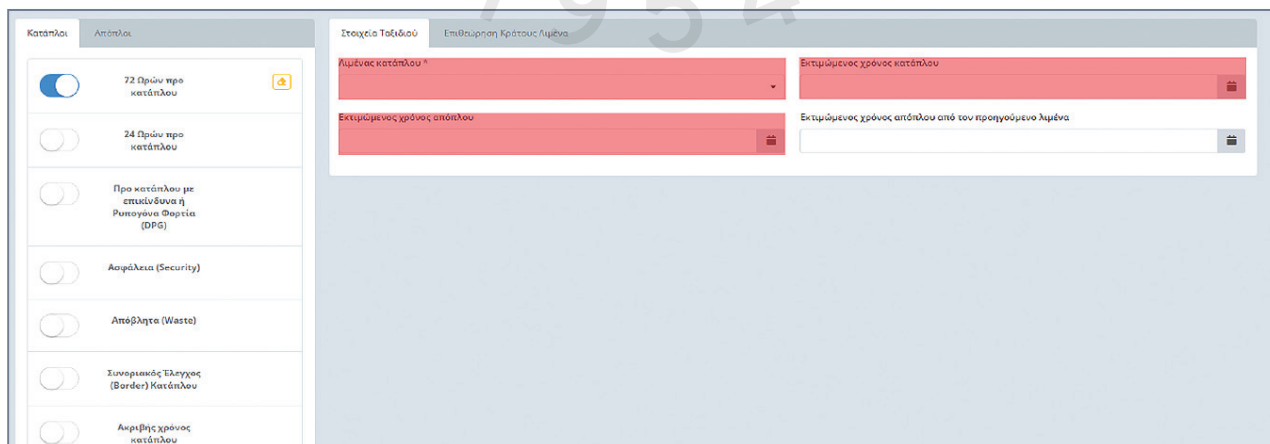 7954
Κατάπλοι Απόπλοι
72 Ωρών προ
κατάπλου
24 Ωρών προ
κατάπλου
Προ κατάπλου με
επικίνδυνα ή
Ρυπογόνα Φορτία
(DPG)
Ασφάλεια (Security)
Απόβλητα (Waste)
Συνοριακός Έλεγχος
(Border) Κατάπλου
Ακριβής χρόνος
κατάπλου
Στοιχεία Ταξιδιού Επιθεώρηση Κράτους Λιμένα
Λιμένας κατάπλου * Εκτιμώμενος χρόνος κατάπλου
Εκτιμώμενος χρόνος απόπλου Εκτιμώμενος χρόνος απόπλου από τον προηγούμενο λιμένα